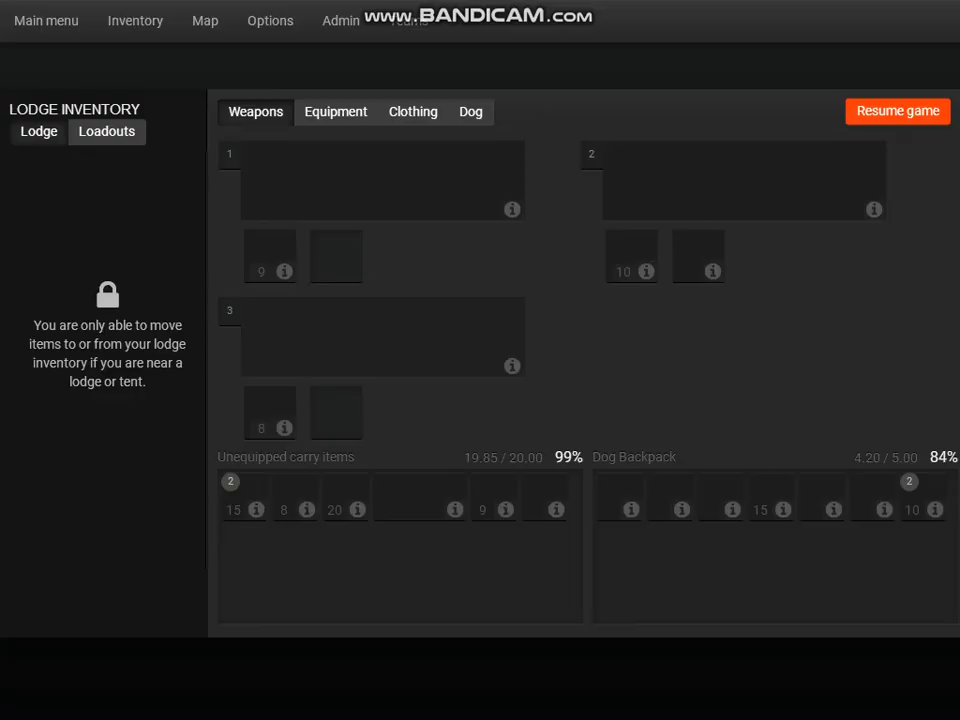 Main menu Inventory Map Options Admin Teams
www.BANDICAM.com
LODGE INVENTORY
Lodge Loadouts
Weapons Equipment Clothing Dog
Resume game
1
2
9
10
3
8
You are only able to move
items to or from your lodge
inventory if you are near a
lodge or tent.
Unequipped carry items 19.85 / 20.00 99%
Dog Backpack 4.20 / 5.00 84%
2
15 8 20 9
2
15 10